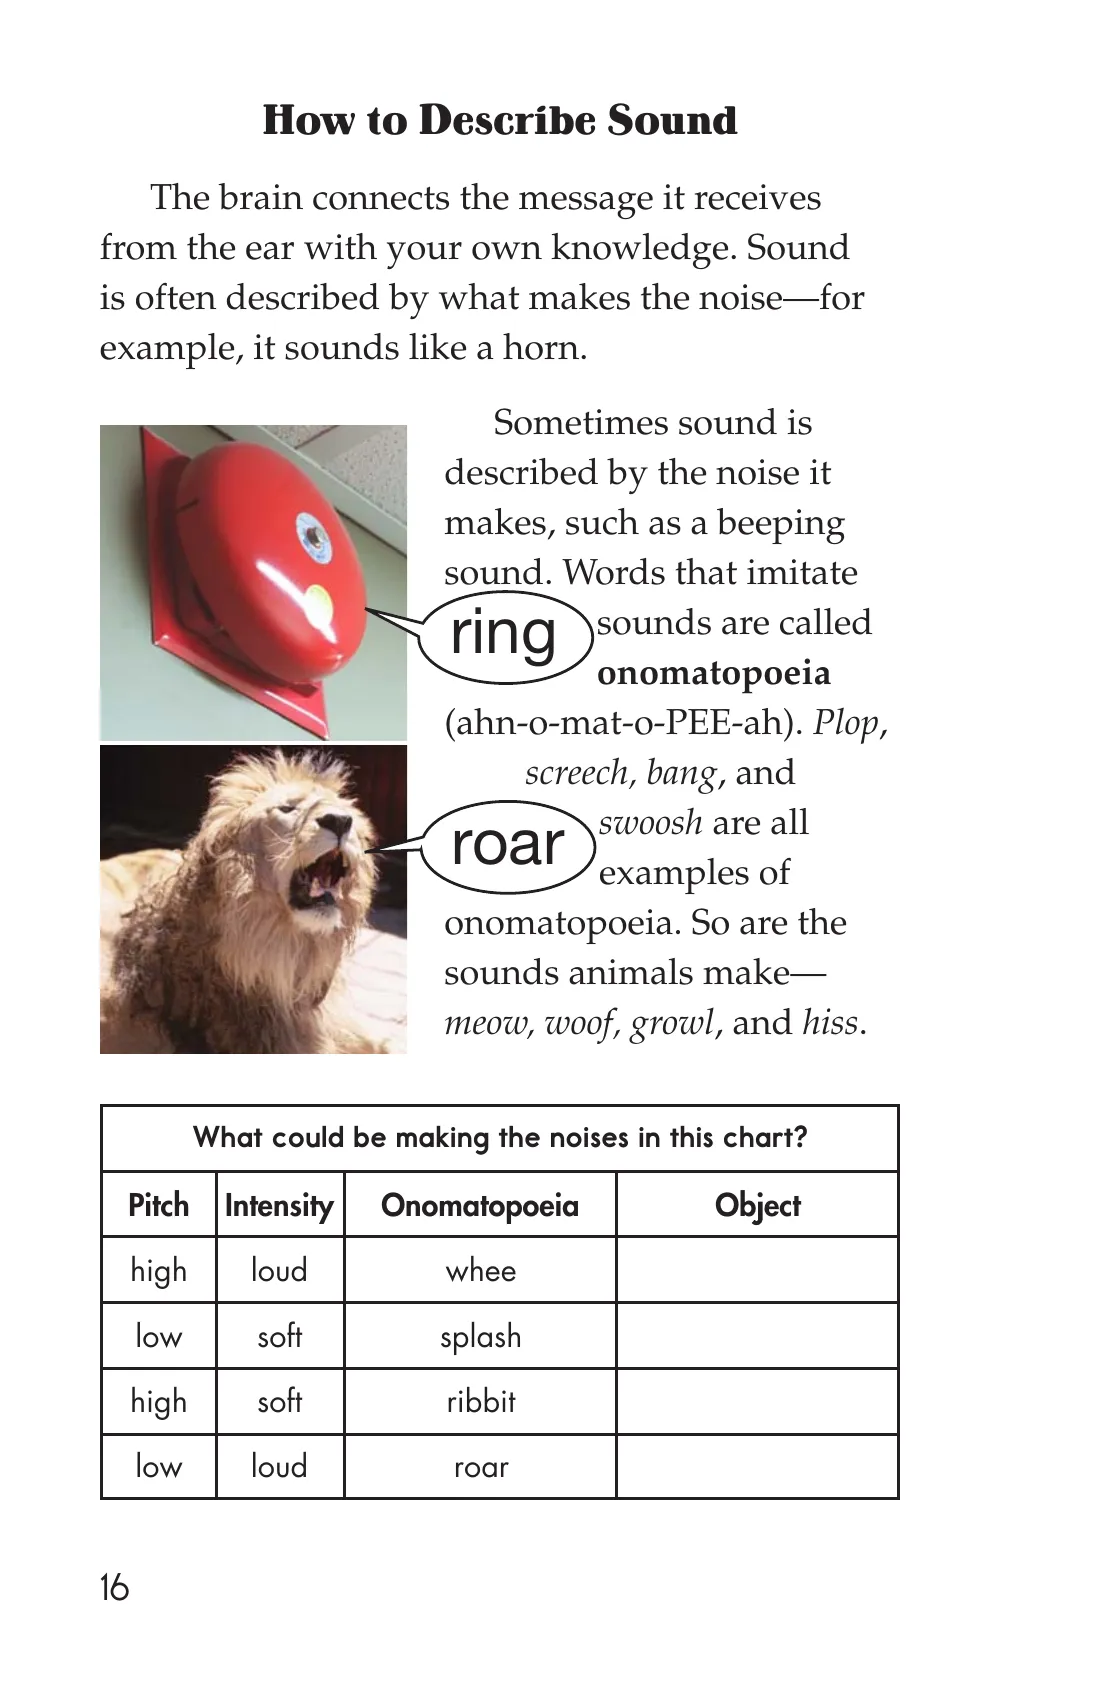 How to Describe Sound
The brain connects the message it receives
from the ear with your own knowledge. Sound
is often described by what makes the noise—for
example, it sounds like a horn.
Sometimes sound is
described by the noise it
makes, such as a beeping
sound. Words that imitate
sounds are called
onomatopoeia
(ahn-o-mat-o-PEE-ah). Plop,
screech, bang, and
swoosh are all
examples of
onomatopoeia. So are the
sounds animals make—
meow, woof, growl, and hiss.
ring
roar
What could be making the noises in this chart?
Pitch Intensity Onomatopoeia Object
high loud whee
low soft splash
high soft ribbit
low loud roar
16